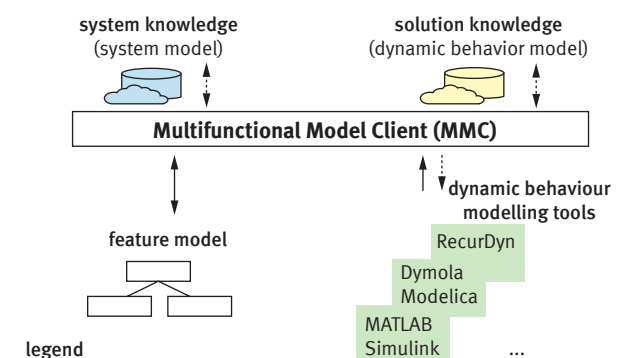 system knowledge
(system model)
solution knowledge
(dynamic behavior model)
Multifunctional Model Client (MMC)
dynamic behaviour
modelling tools
feature model
RecurDyn
Dymola
Modelica
MATLAB
Simulink
...
legend